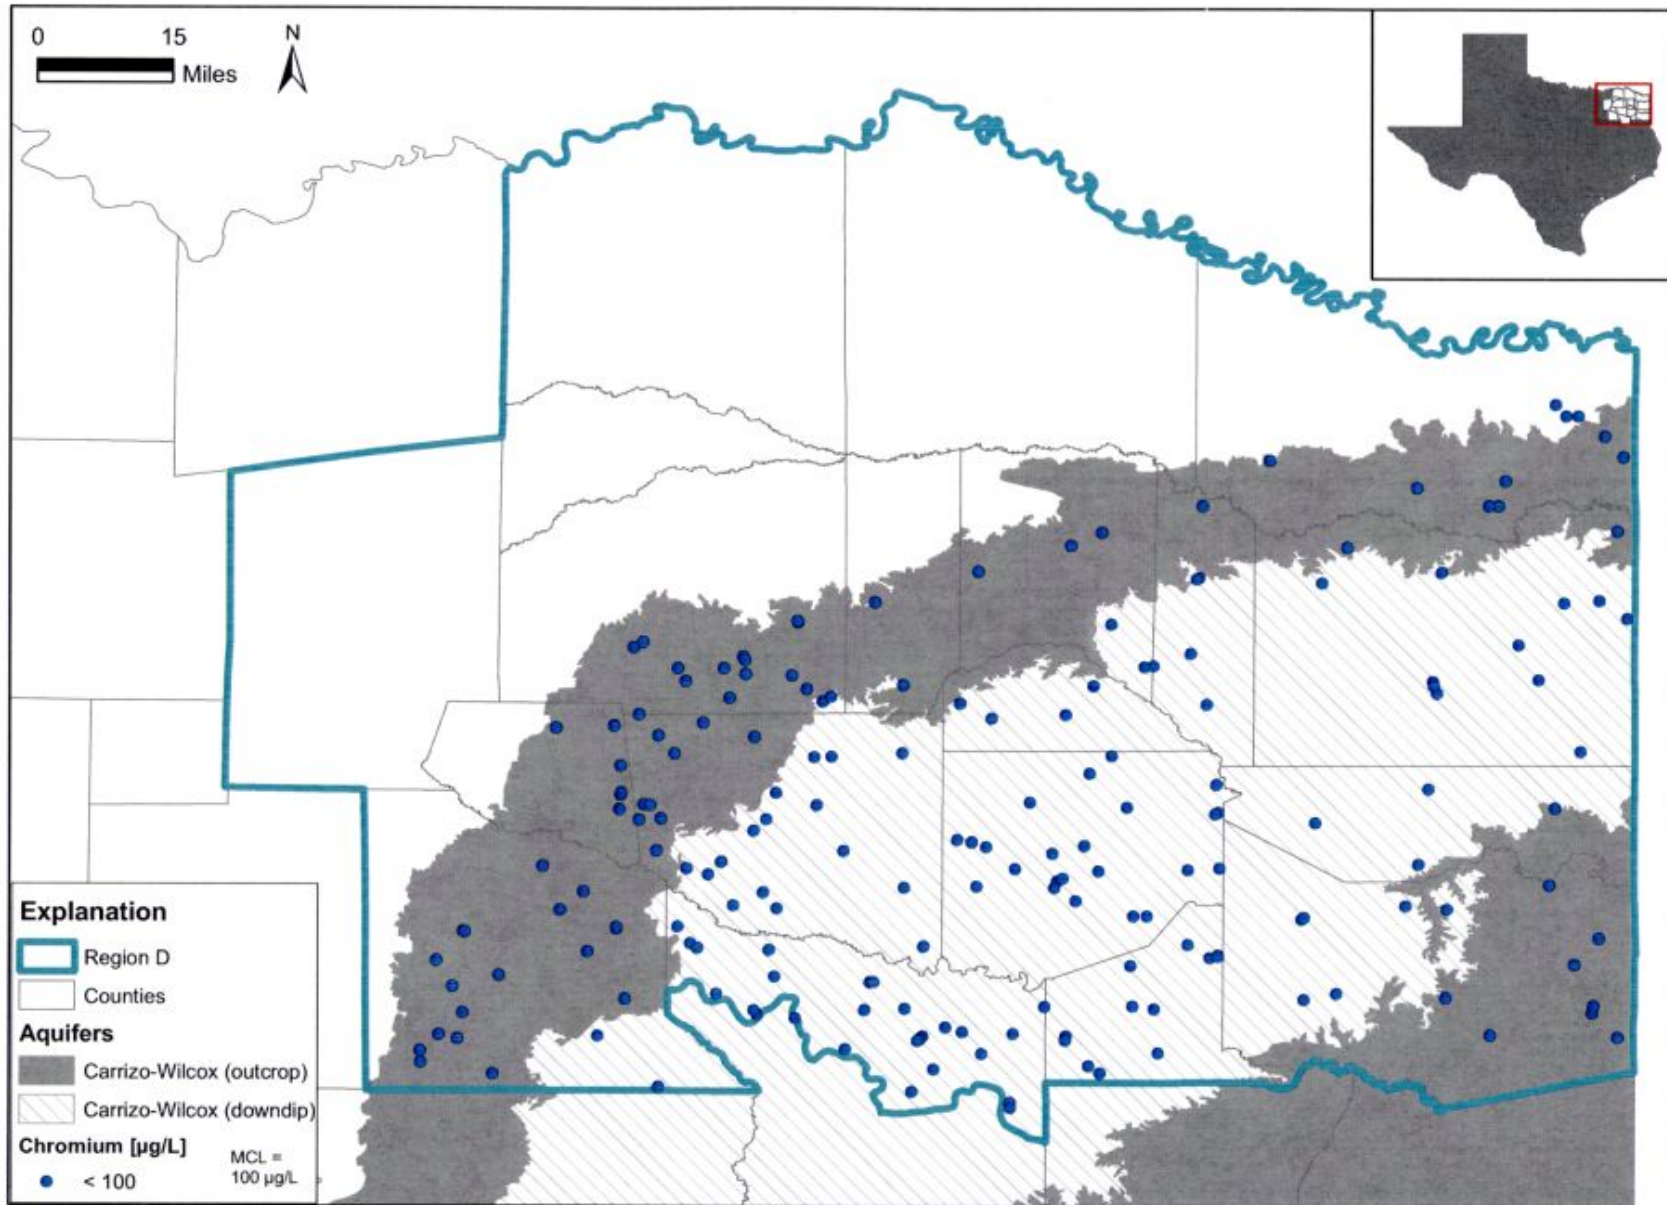 0 15
Miles
N
Explanation
Region D
Counties
Aquifers
Carrizo-Wilcox (outcrop)
Carrizo-Wilcox (downdip)
Chromium [µg/L]
< 100
MCL =
100 µg/L